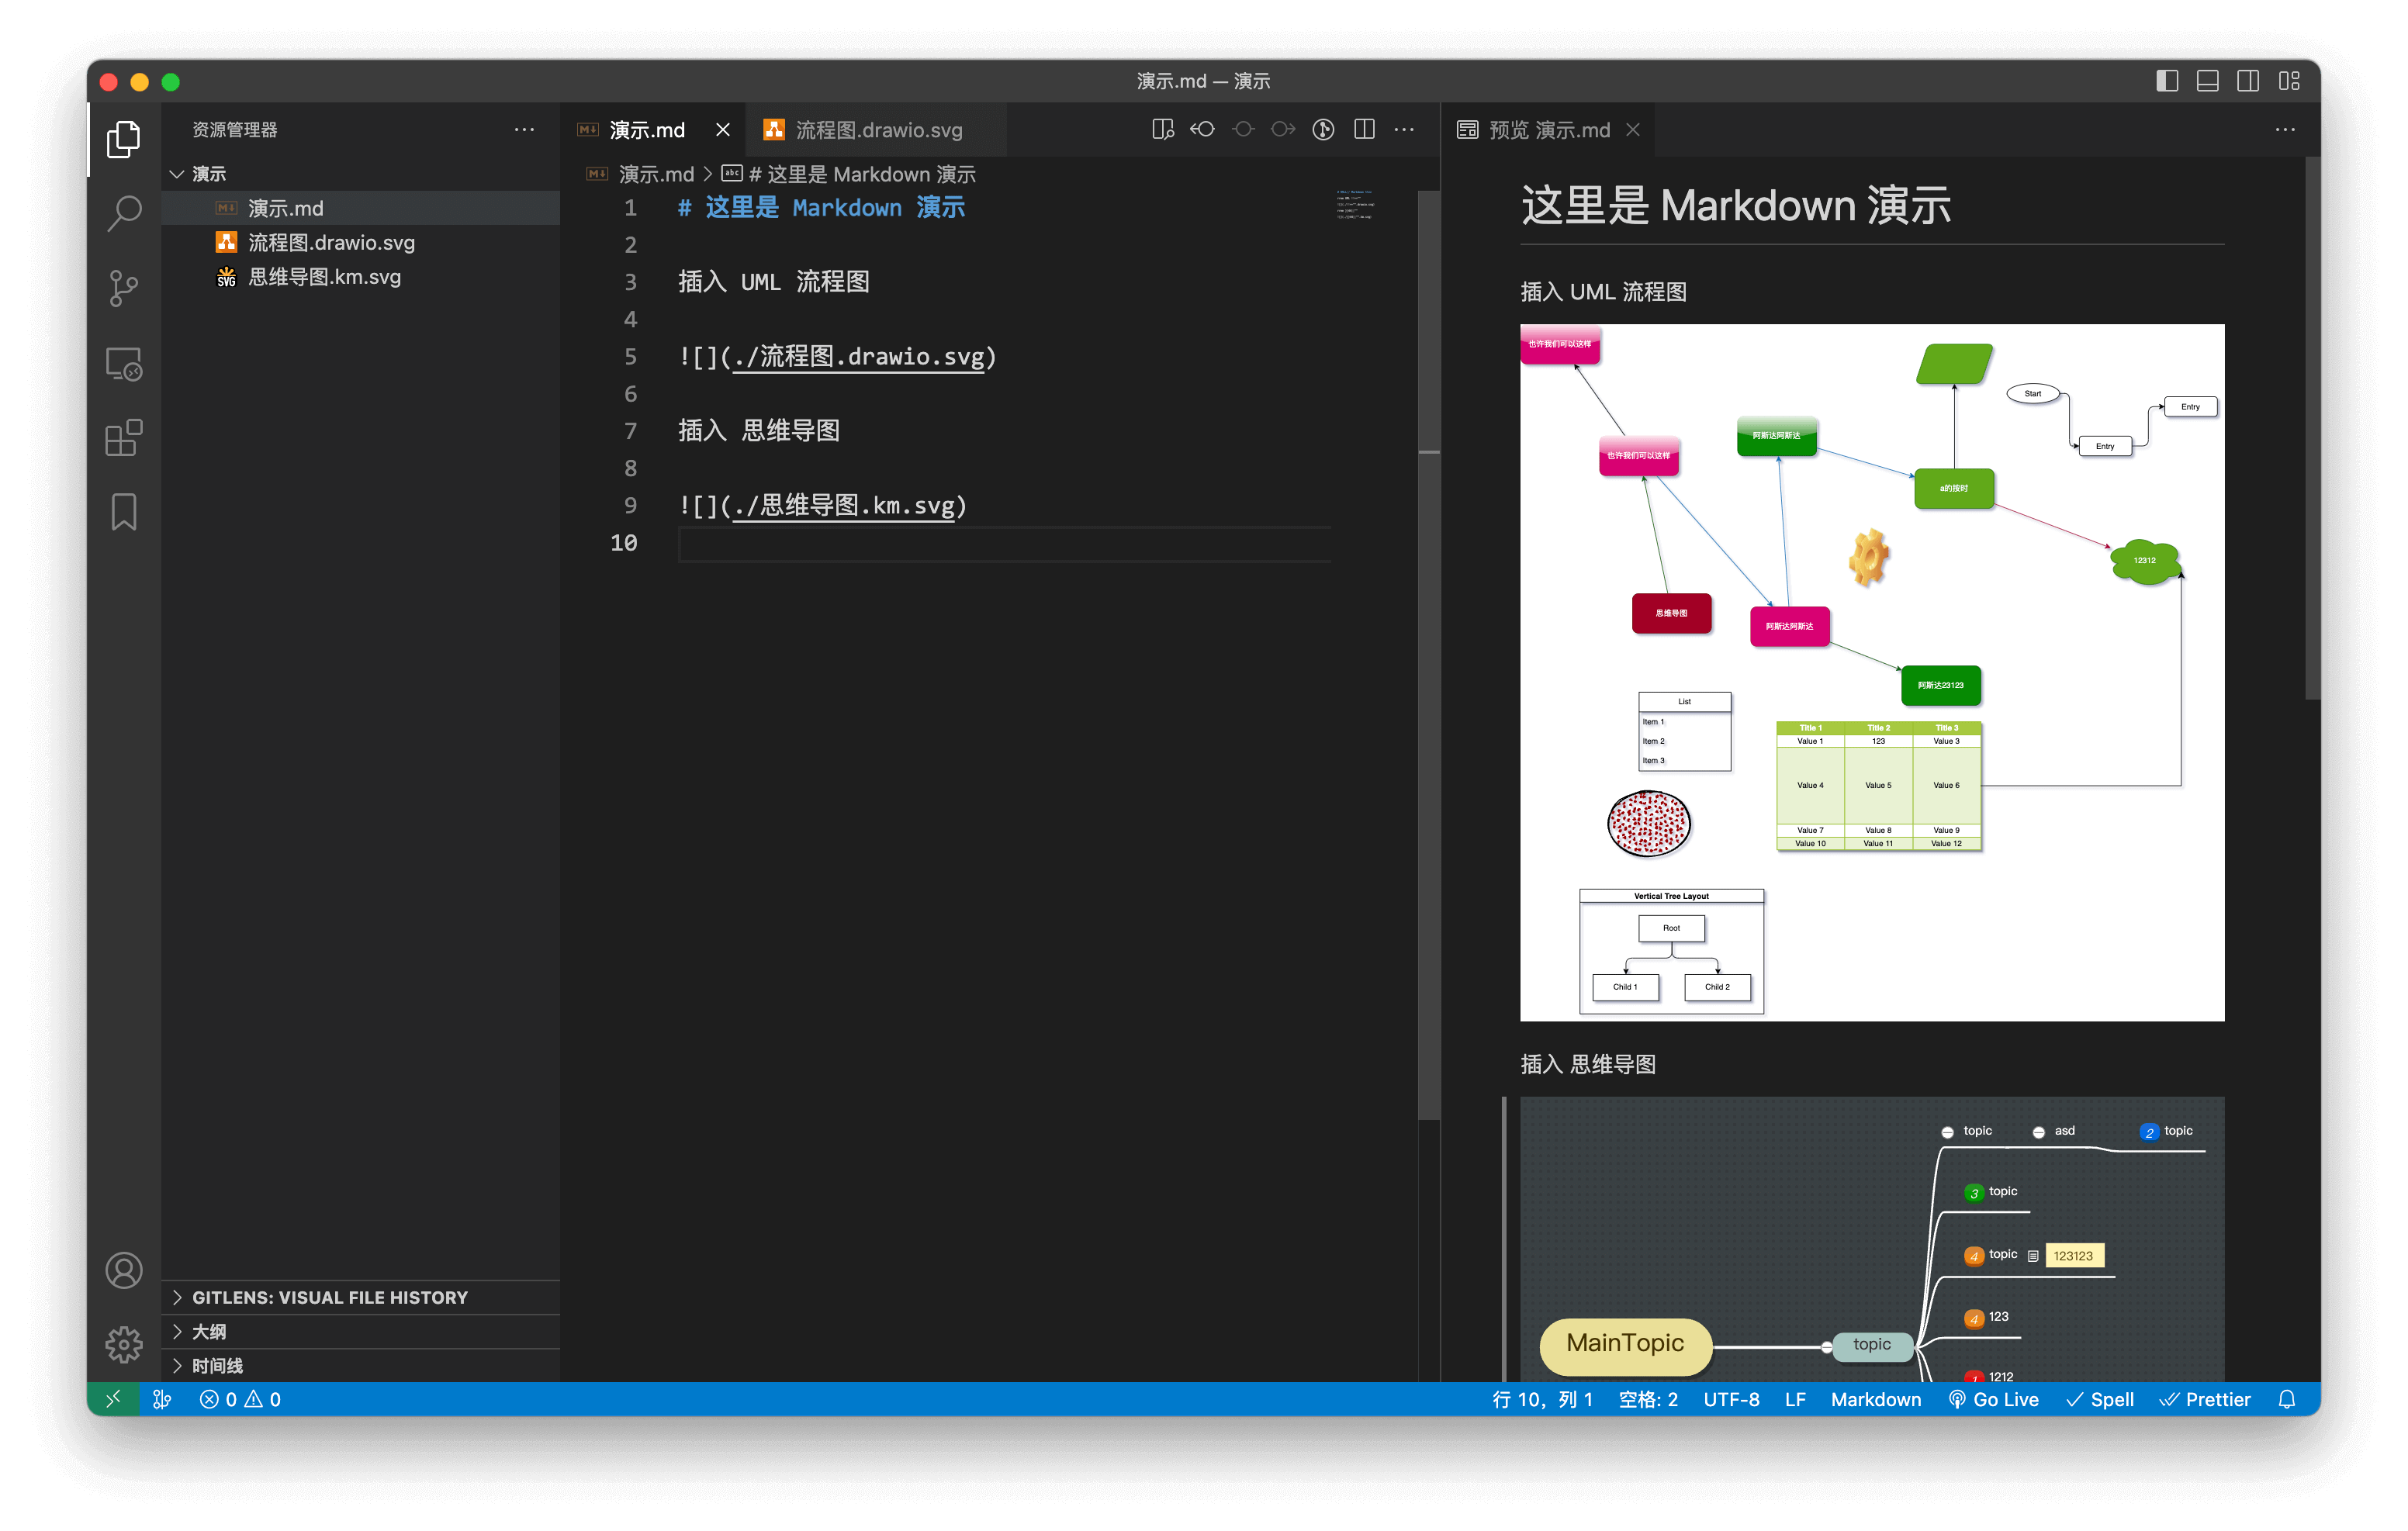 演示.md — 演示
资源管理器
演示
演示.md
流程图.drawio.svg
思维导图.km.svg
GITLENS: VISUAL FILE HISTORY
大纲
时间线
演示.md
流程图.drawio.svg
演示.md > # 这里是 Markdown 演示
1 # 这里是 Markdown 演示
2
3 插入 UML 流程图
4
5 ![](./流程图.drawio.svg)
6
7 插入 思维导图
8
9 ![](./思维导图.km.svg)
10
预览 演示.md
这里是 Markdown 演示
插入 UML 流程图
也许我们可以这样
Start
Entry
Entry
阿斯达阿斯达
也许我们可以这样
a的按时
12312
思维导图
阿斯达阿斯达
阿斯达23123
List
Item 1
Item 2
Item 3
Title 1 Title 2 Title 3
Value 1 123 Value 3
Value 4 Value 5 Value 6
Value 7 Value 8 Value 9
Value 10 Value 11 Value 12
Vertical Tree Layout
Root
Child 1 Child 2
插入 思维导图
topic asd 2 topic
3 topic
4 topic 123123
4 123
MainTopic topic
1 1212
0 0
行 10，列 1 空格: 2 UTF-8 LF Markdown Go Live Spell Prettier